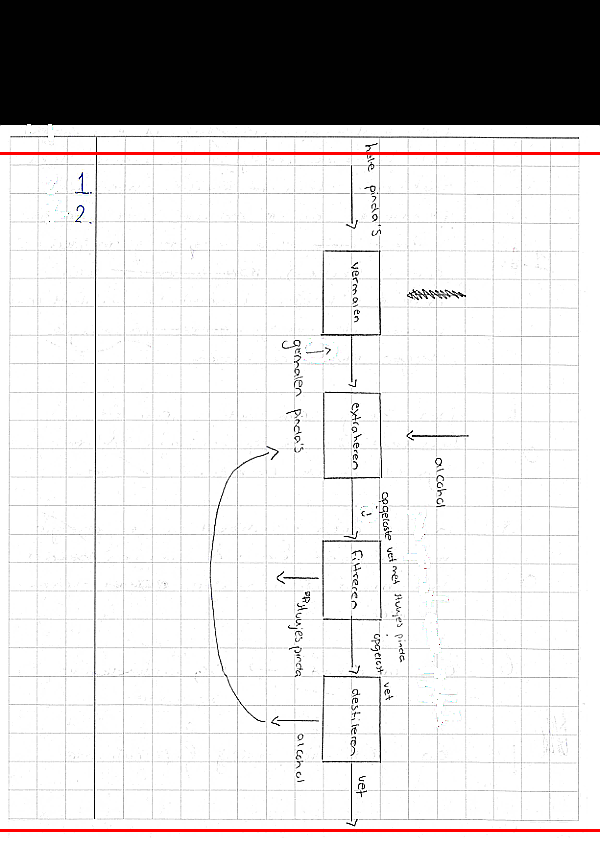 1.
2.
hele pinda's
vermalen
gemalen pinda's
extraheren
alcohol
opgeloste vet met stukjes pinda
filtreren
stukjes pinda
opgelost vet
destilleren
alcohol
vet